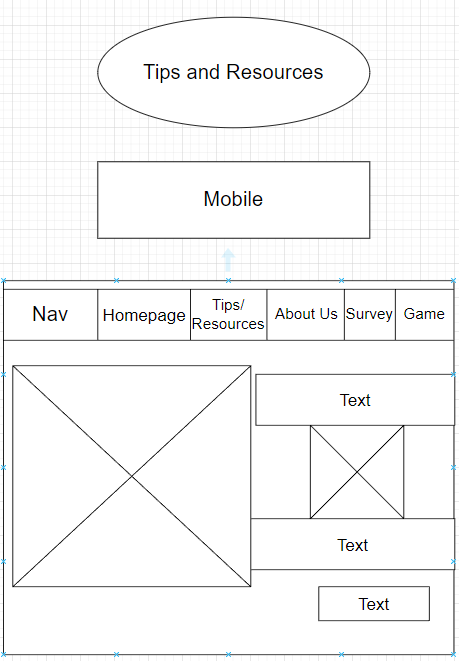 Tips and Resources
Mobile
Nav
Homepage
Tips/
Resources
About Us
Survey
Game
Text
Text
Text